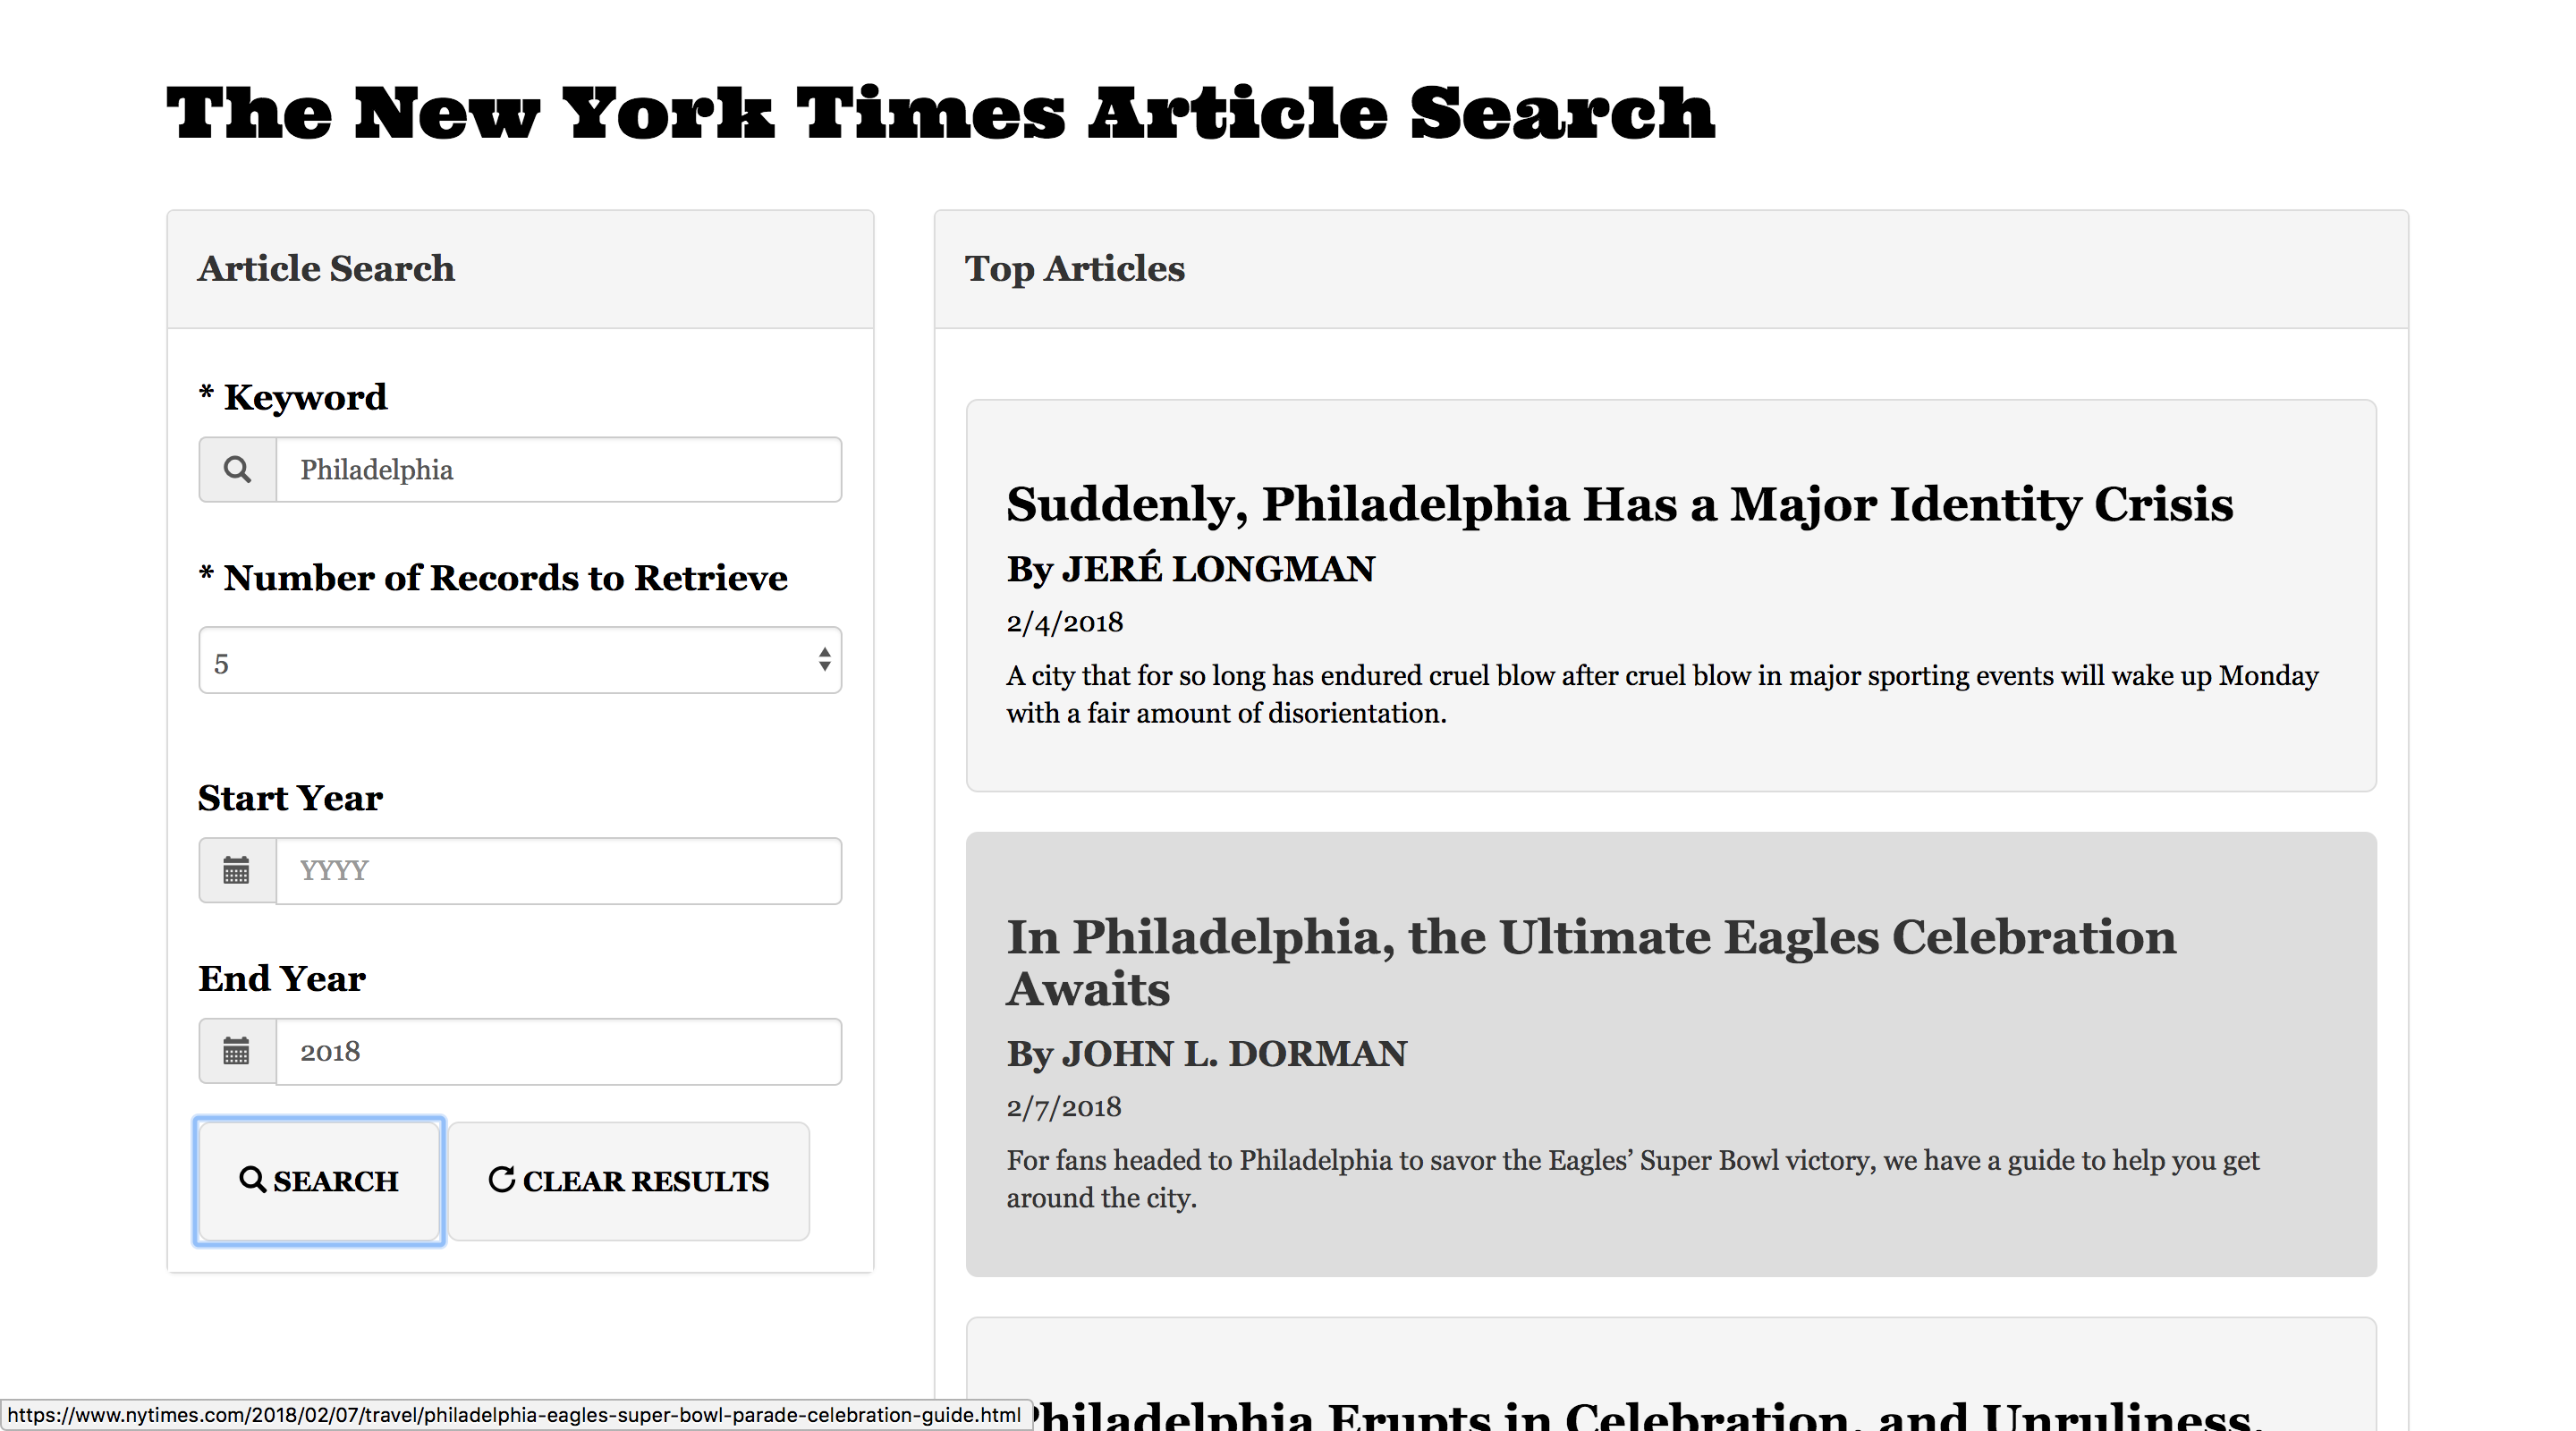 The New York Times Article Search
Article Search
* Keyword
Philadelphia
* Number of Records to Retrieve
5
Start Year
YYYY
End Year
2018
SEARCH
CLEAR RESULTS
Top Articles
Suddenly, Philadelphia Has a Major Identity Crisis
By JERÉ LONGMAN
2/4/2018
A city that for so long has endured cruel blow after cruel blow in major sporting events will wake up Monday
with a fair amount of disorientation.
In Philadelphia, the Ultimate Eagles Celebration
Awaits
By JOHN L. DORMAN
2/7/2018
For fans headed to Philadelphia to savor the Eagles’ Super Bowl victory, we have a guide to help you get
around the city.
Philadelphia Erupts in Celebration, and Unruliness,
https://www.nytimes.com/2018/02/07/travel/philadelphia-eagles-super-bowl-parade-celebration-guide.html